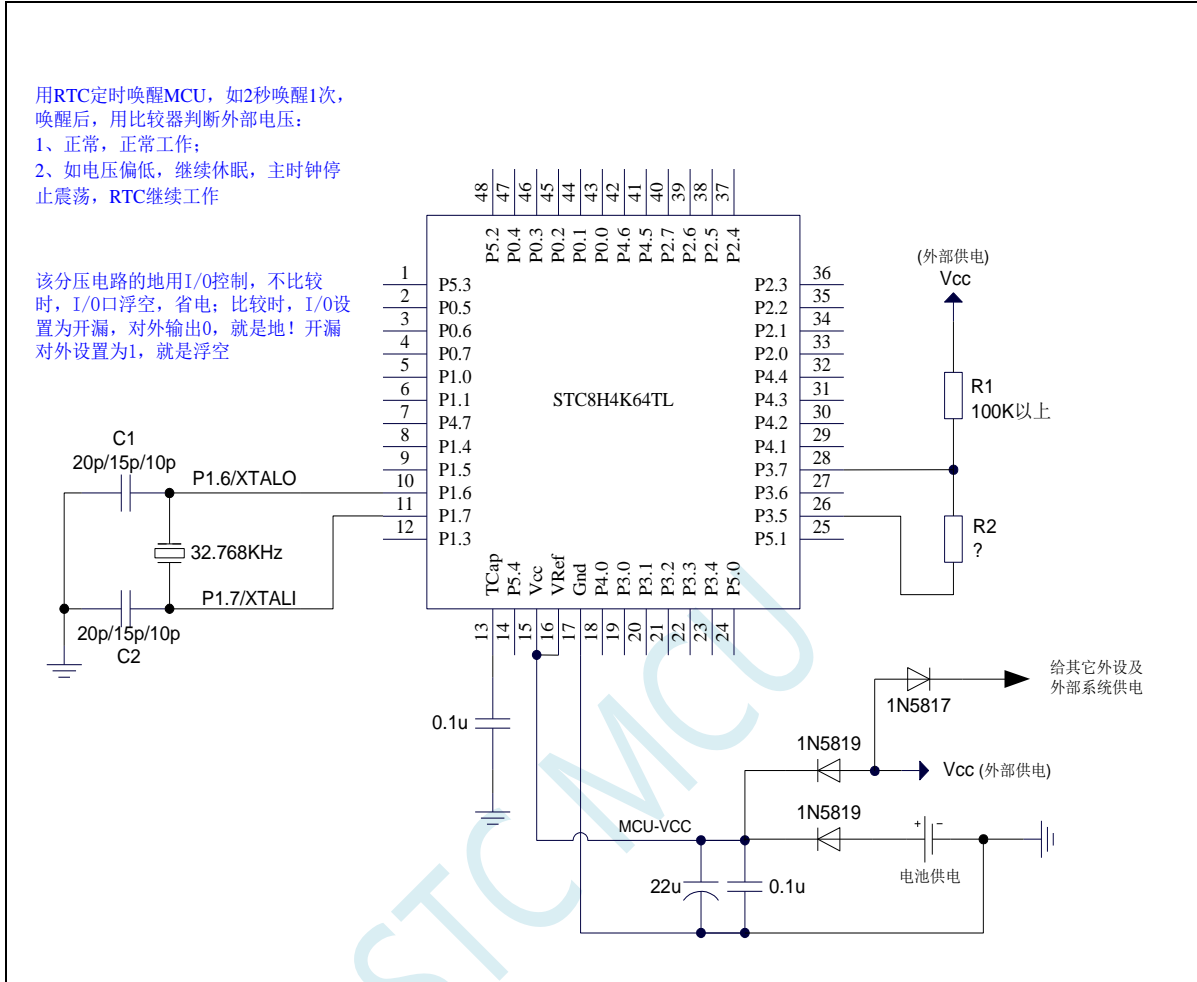 用RTC定时唤醒MCU，如2秒唤醒1次，
唤醒后，用比较器判断外部电压：
1、正常，正常工作；
2、如电压偏低，继续休眠，主时钟停
止震荡，RTC继续工作
该分压电路的地用I/O控制，不比较
时，I/O口浮空，省电；比较时，I/O设
置为开漏，对外输出0，就是地！开漏
对外设置为1，就是浮空
48 47 46 45 44 43 42 41 40 39 38 37
P5.2 P0.4 P0.3 P0.2 P0.1 P0.0 P4.6 P4.5 P2.7 P2.6 P2.5 P2.4
1 P5.3
2 P0.5
3 P0.6
4 P0.7
5 P1.0
6 P1.1
7 P4.7
8 P1.4
9 P1.5
10 P1.6
11 P1.7
12 P1.3
STC8H4K64TL
P2.3 36
P2.2 35
P2.1 34
P2.0 33
P4.4 32
P4.3 31
P4.2 30
P4.1 29
P3.7 28
P3.6 27
P3.5 26
P5.1 25
TCap P5.4 Vcc VRef Gnd P4.0 P3.0 P3.1 P3.2 P3.3 P3.4 P5.0
13 14 15 16 17 18 19 20 21 22 23 24
(外部供电)
Vcc
R1
100K以上
R2
?
C1
20p/15p/10p
P1.6/XTALO
32.768KHz
P1.7/XTALI
20p/15p/10p
C2
0.1u
给其它外设及
外部系统供电
1N5817
1N5819
Vcc (外部供电)
1N5819
MCU-VCC
+ −
电池供电
22u
0.1u
STC MCU